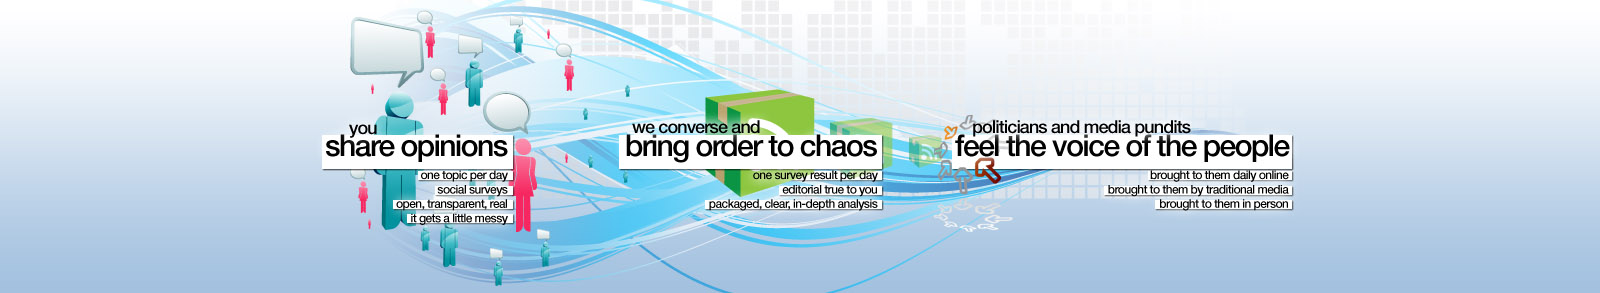 you
share opinions
one topic per day
social surveys
open, transparent, real
it gets a little messy
we converse and
bring order to chaos
one survey result per day
editorial true to you
packaged, clear, in-depth analysis
politicians and media pundits
feel the voice of the people
brought to them daily online
brought to them by traditional media
brought to them in person